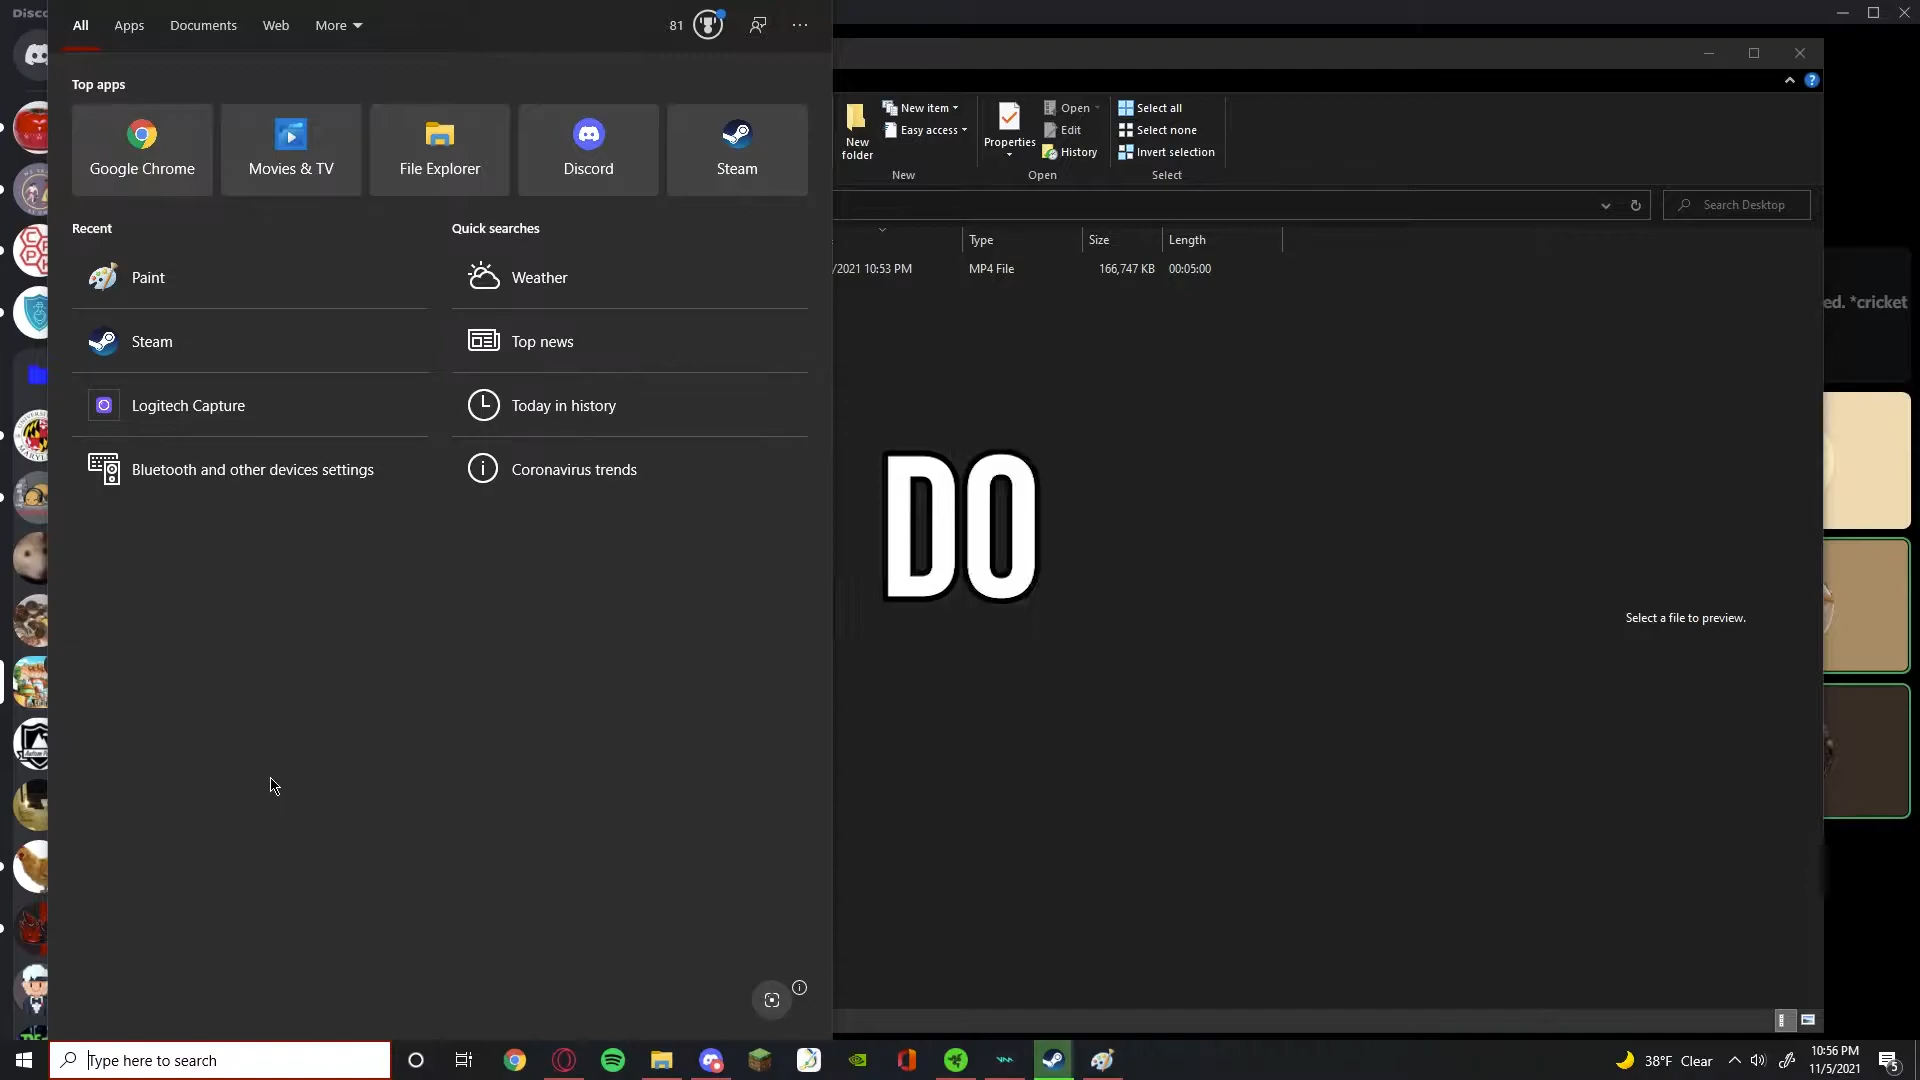 Disc
All Apps Documents Web More 81
Top apps
Google Chrome Movies & TV File Explorer Discord Steam
Recent
Paint
Steam
Logitech Capture
Bluetooth and other devices settings
Quick searches
Weather
Top news
Today in history
Coronavirus trends
New folder
New item
Easy access
New
Properties
Open
Edit
History
Open
Select all
Select none
Invert selection
Select
Search Desktop
Type Size Length
/2021 10:53 PM MP4 File 166,747 KB 00:05:00
ed. *cricket
DO
Select a file to preview.
Type here to search
38°F Clear
10:56 PM
11/5/2021
5